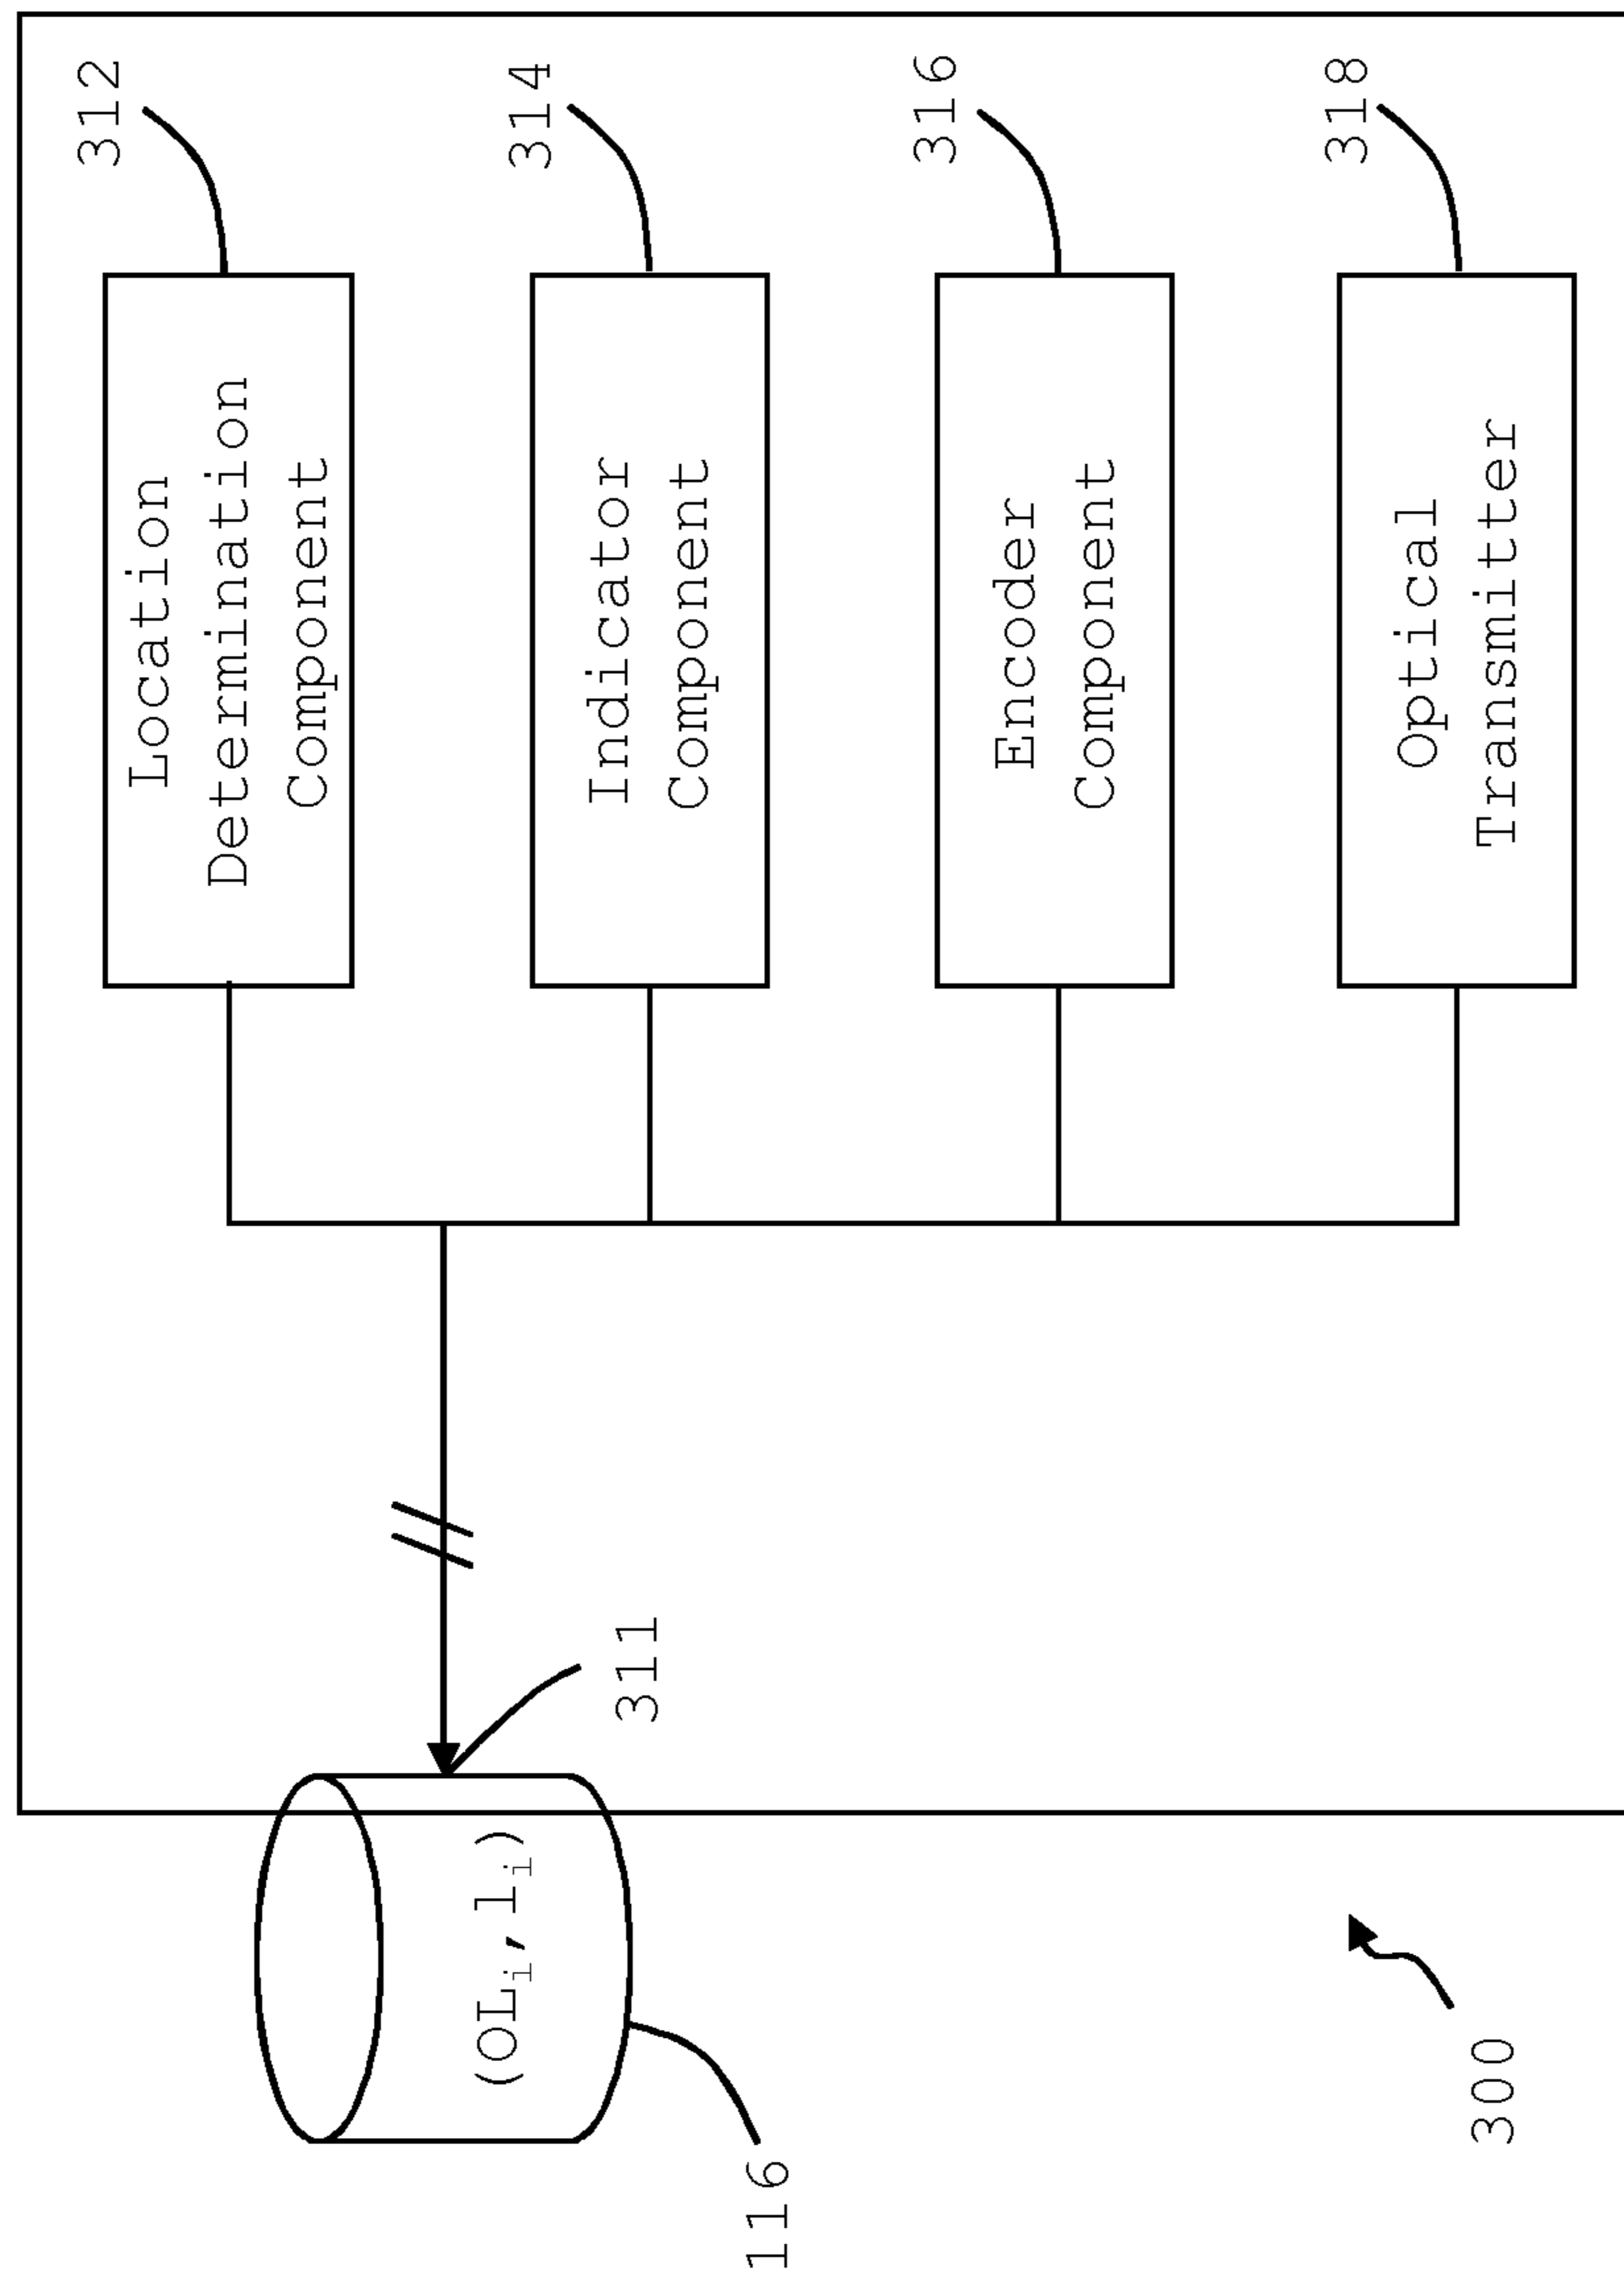 312
Location
Determination
Component
314
Indicator
Component
316
Encoder
Component
318
Optical
Transmitter
311
(OLi,li)
116
300